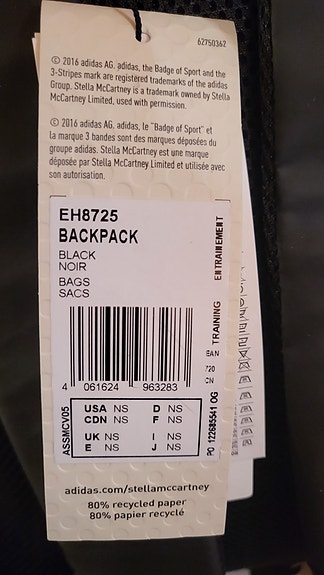 62750362
© 2016 adidas AG. adidas, the Badge of Sport and the
3-Stripes mark are registered trademarks of the adidas
Group. Stella McCartney is a trademark owned by Stella
McCartney Limited, used with permission.
© 2016 adidas AG. adidas, le "Badge of Sport" et
la marque 3 bandes sont des marques déposées du
groupe adidas. Stella McCartney est une marque
déposée par Stella McCartney Limited et utilisée avec
son autorisation.
EH8725
BACKPACK
BLACK
NOIR
BAGS
SACS
TRAINING ENTRAINEMENT
EAN
720
CN
4 061624 963283
ASSMCV05
USA NS D NS
CDN NS F NS
UK NS I NS
E NS J NS
PO 122685541 OG
adidas.com/stellamccartney
80% recycled paper
80% papier recyclé